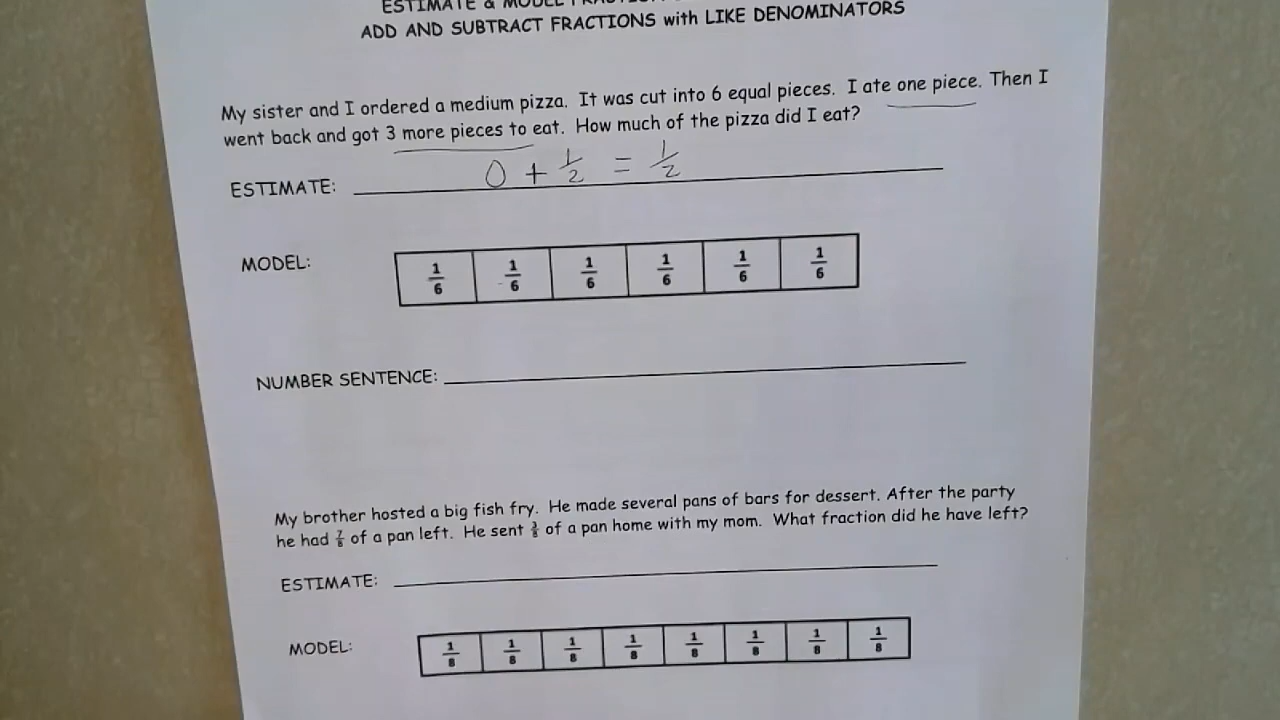 ESTIMATE & MODEL
ADD AND SUBTRACT FRACTIONS with LIKE DENOMINATORS
My sister and I ordered a medium pizza. It was cut into 6 equal pieces. I ate one piece. Then I
went back and got 3 more pieces to eat. How much of the pizza did I eat?
ESTIMATE: 0 + 1/2 = 1/2
MODEL: 1/6 1/6 1/6 1/6 1/6 1/6
NUMBER SENTENCE:
My brother hosted a big fish fry. He made several pans of bars for dessert. After the party
he had 7/8 of a pan left. He sent 3/8 of a pan home with my mom. What fraction did he have left?
ESTIMATE:
MODEL: 1/8 1/8 1/8 1/8 1/8 1/8 1/8 1/8